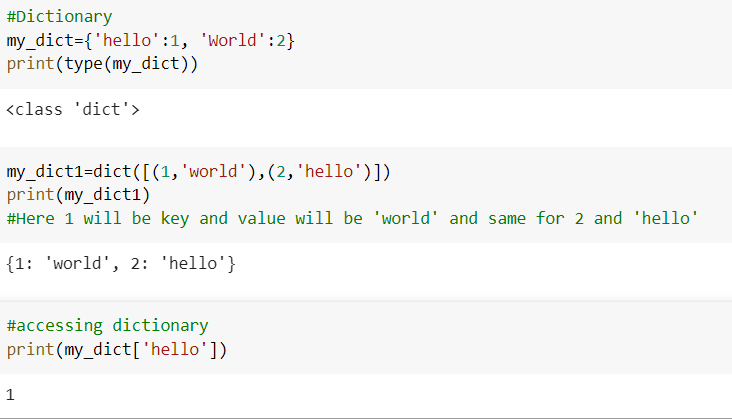 #Dictionary
my_dict={'hello':1, 'World':2}
print(type(my_dict))
<class 'dict'>
my_dict1=dict([(1,'world'),(2,'hello')])
print(my_dict1)
#Here 1 will be key and value will be 'world' and same for 2 and 'hello'
{1: 'world', 2: 'hello'}
#accessing dictionary
print(my_dict['hello'])
1